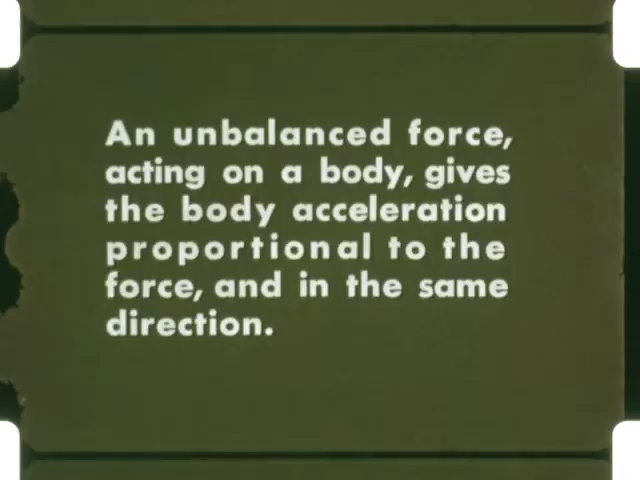 An unbalanced force,
acting on a body, gives
the body acceleration
proportional to the
force, and in the same
direction.